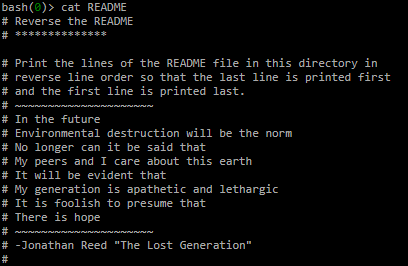 bash(0)> cat README
# Reverse the README
# **************

# Print the lines of the README file in this directory in
# reverse line order so that the last line is printed first
# and the first line is printed last.
# ~~~~~~~~~~~~~~~~~~~~~
# In the future
# Environmental destruction will be the norm
# No longer can it be said that
# My peers and I care about this earth
# It will be evident that
# My generation is apathetic and lethargic
# It is foolish to presume that
# There is hope
# ~~~~~~~~~~~~~~~~~~~~~
# -Jonathan Reed "The Lost Generation"
#